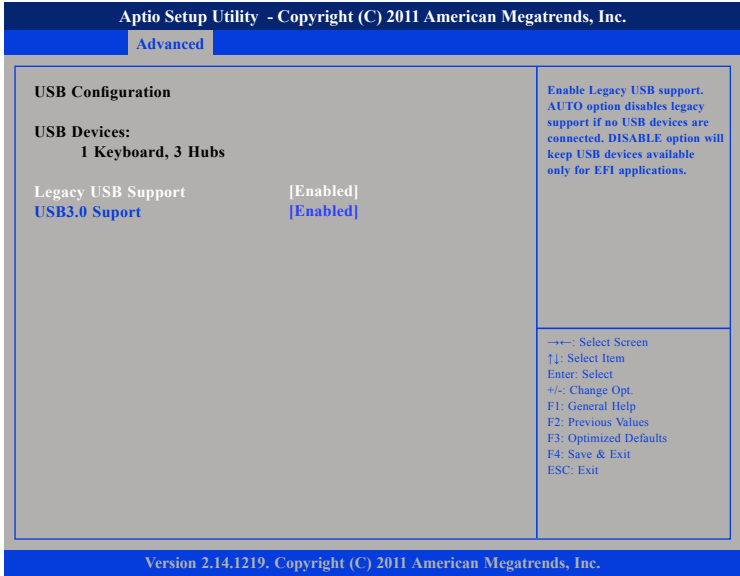 Aptio Setup Utility - Copyright (C) 2011 American Megatrends, Inc.
Advanced
USB Configuration
USB Devices:
1 Keyboard, 3 Hubs
Legacy USB Support [Enabled]
USB3.0 Suport [Enabled]
Enable Legacy USB support.
AUTO option disables legacy
support if no USB devices are
connected. DISABLE option will
keep USB devices available
only for EFI applications.
→←: Select Screen
↑↓: Select Item
Enter: Select
+/-: Change Opt.
F1: General Help
F2: Previous Values
F3: Optimized Defaults
F4: Save & Exit
ESC: Exit
Version 2.14.1219. Copyright (C) 2011 American Megatrends, Inc.